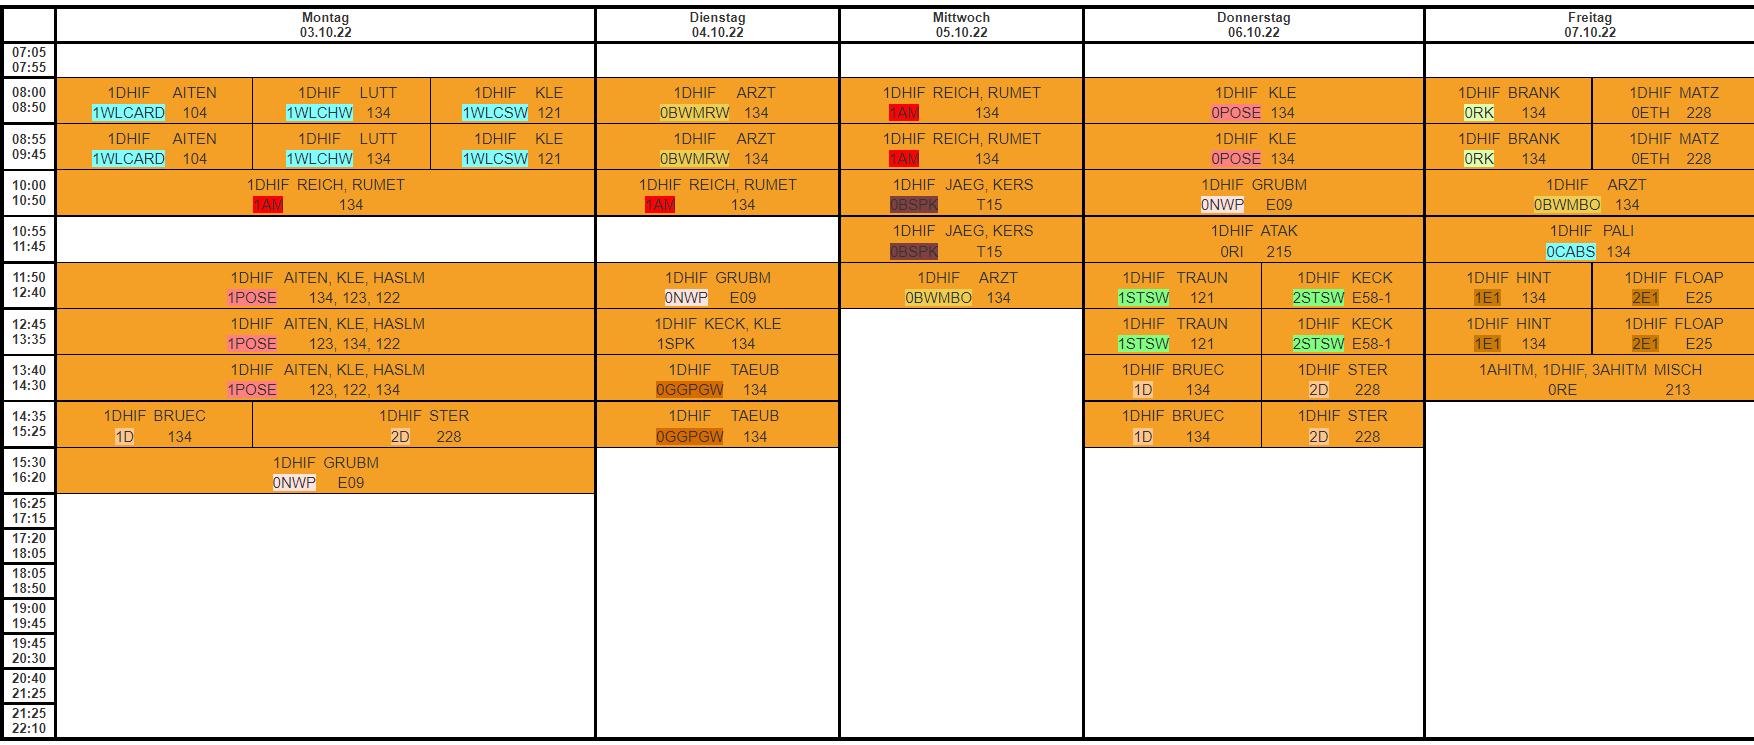 Montag Dienstag Mittwoch Donnerstag Freitag
03.10.22 04.10.22 05.10.22 06.10.22 07.10.22
07:05
07:55
08:00 1DHIF AITEN 1DHIF LUTT 1DHIF KLE 1DHIF ARZT 1DHIF REICH, RUMET 1DHIF KLE 1DHIF BRANK 1DHIF MATZ
08:50 1WLCARD 104 1WLCHW 134 1WLCSW 121 0BWMRW 134 1AM 134 0POSE 134 0RK 134 0ETH 228
08:55 1DHIF AITEN 1DHIF LUTT 1DHIF KLE 1DHIF ARZT 1DHIF REICH, RUMET 1DHIF KLE 1DHIF BRANK 1DHIF MATZ
09:45 1WLCARD 104 1WLCHW 134 1WLCSW 121 0BWMRW 134 1AM 134 0POSE 134 0RK 134 0ETH 228
10:00 1DHIF REICH, RUMET 1DHIF REICH, RUMET 1DHIF JAEG, KERS 1DHIF GRUBM 1DHIF ARZT
10:50 1AM 134 1AM 134 0BSPK T15 0NWP E09 0BWMBO 134
10:55 1DHIF JAEG, KERS 1DHIF ATAK 1DHIF PALI
11:45 0BSPK T15 0RI 215 0CABS 134
11:50 1DHIF AITEN, KLE, HASLM 1DHIF GRUBM 1DHIF ARZT 1DHIF TRAUN 1DHIF KECK 1DHIF HINT 1DHIF FLOAP
12:40 1POSE 134, 123, 122 0NWP E09 0BWMBO 134 1STSW 121 2STSW E58-1 1E1 134 2E1 E25
12:45 1DHIF AITEN, KLE, HASLM 1DHIF KECK, KLE 1DHIF TRAUN 1DHIF KECK 1DHIF HINT 1DHIF FLOAP
13:35 1POSE 123, 134, 122 1SPK 134 1STSW 121 2STSW E58-1 1E1 134 2E1 E25
13:40 1DHIF AITEN, KLE, HASLM 1DHIF TAEUB 1DHIF BRUEC 1DHIF STER 1AHITM, 1DHIF, 3AHITM MISCH
14:30 1POSE 123, 122, 134 0GGPGW 134 1D 134 2D 228 0RE 213
14:35 1DHIF BRUEC 1DHIF STER 1DHIF TAEUB 1DHIF BRUEC 1DHIF STER
15:25 1D 134 2D 228 0GGPGW 134 1D 134 2D 228
15:30 1DHIF GRUBM
16:20 0NWP E09
16:25
17:15
17:20
18:05
18:05
18:50
19:00
19:45
19:45
20:30
20:40
21:25
21:25
22:10